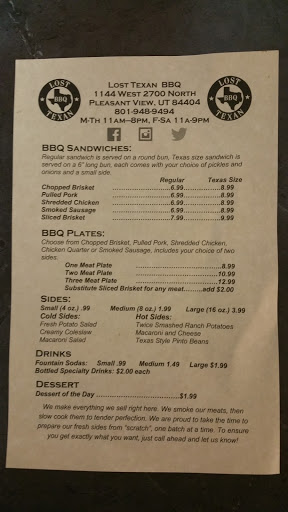 LOST
BBQ
TEXAN
LOST
BBQ
TEXAN
LOST TEXAN BBQ
1144 WEST 2700 NORTH
PLEASANT VIEW, UT 84404
801-948-9494
M-TH 11AM–8PM, F-SA 11A-9PM
BBQ SANDWICHES:
Regular sandwich is served on a round bun, Texas size sandwich is
served on a 6" long bun, each comes with your choice of pickles and
onions and a small side.
Regular Texas Size
Chopped Brisket 6.99 8.99
Pulled Pork 6.99 8.99
Shredded Chicken 6.99 8.99
Smoked Sausage 6.99 8.99
Sliced Brisket 7.99 9.99
BBQ PLATES:
Choose from Chopped Brisket, Pulled Pork, Shredded Chicken,
Chicken Quarter or Smoked Sausage, includes your choice of two
sides:
One Meat Plate 8.99
Two Meat Plate 10.99
Three Meat Plate 12.99
Substitute Sliced Brisket for any meat add $2.00
SIDES:
Small (4 oz.) .99 Medium (8 oz.) 1.99 Large (16 oz.) 3.99
Cold Sides: Hot Sides:
Fresh Potato Salad Twice Smashed Ranch Potatoes
Creamy Coleslaw Macaroni and Cheese
Macaroni Salad Texas Style Pinto Beans
DRINKS
Fountain Sodas: Small .99 Medium 1.49 Large $1.99
Bottled Specialty Drinks: $2.00 each
DESSERT
Dessert of the Day $1.99
We make everything we sell right here. We smoke our meats, then
slow cook them to tender perfection. We are proud to take the time to
prepare our fresh sides from "scratch", one batch at a time. To ensure
you get exactly what you want, just call ahead and let us know!